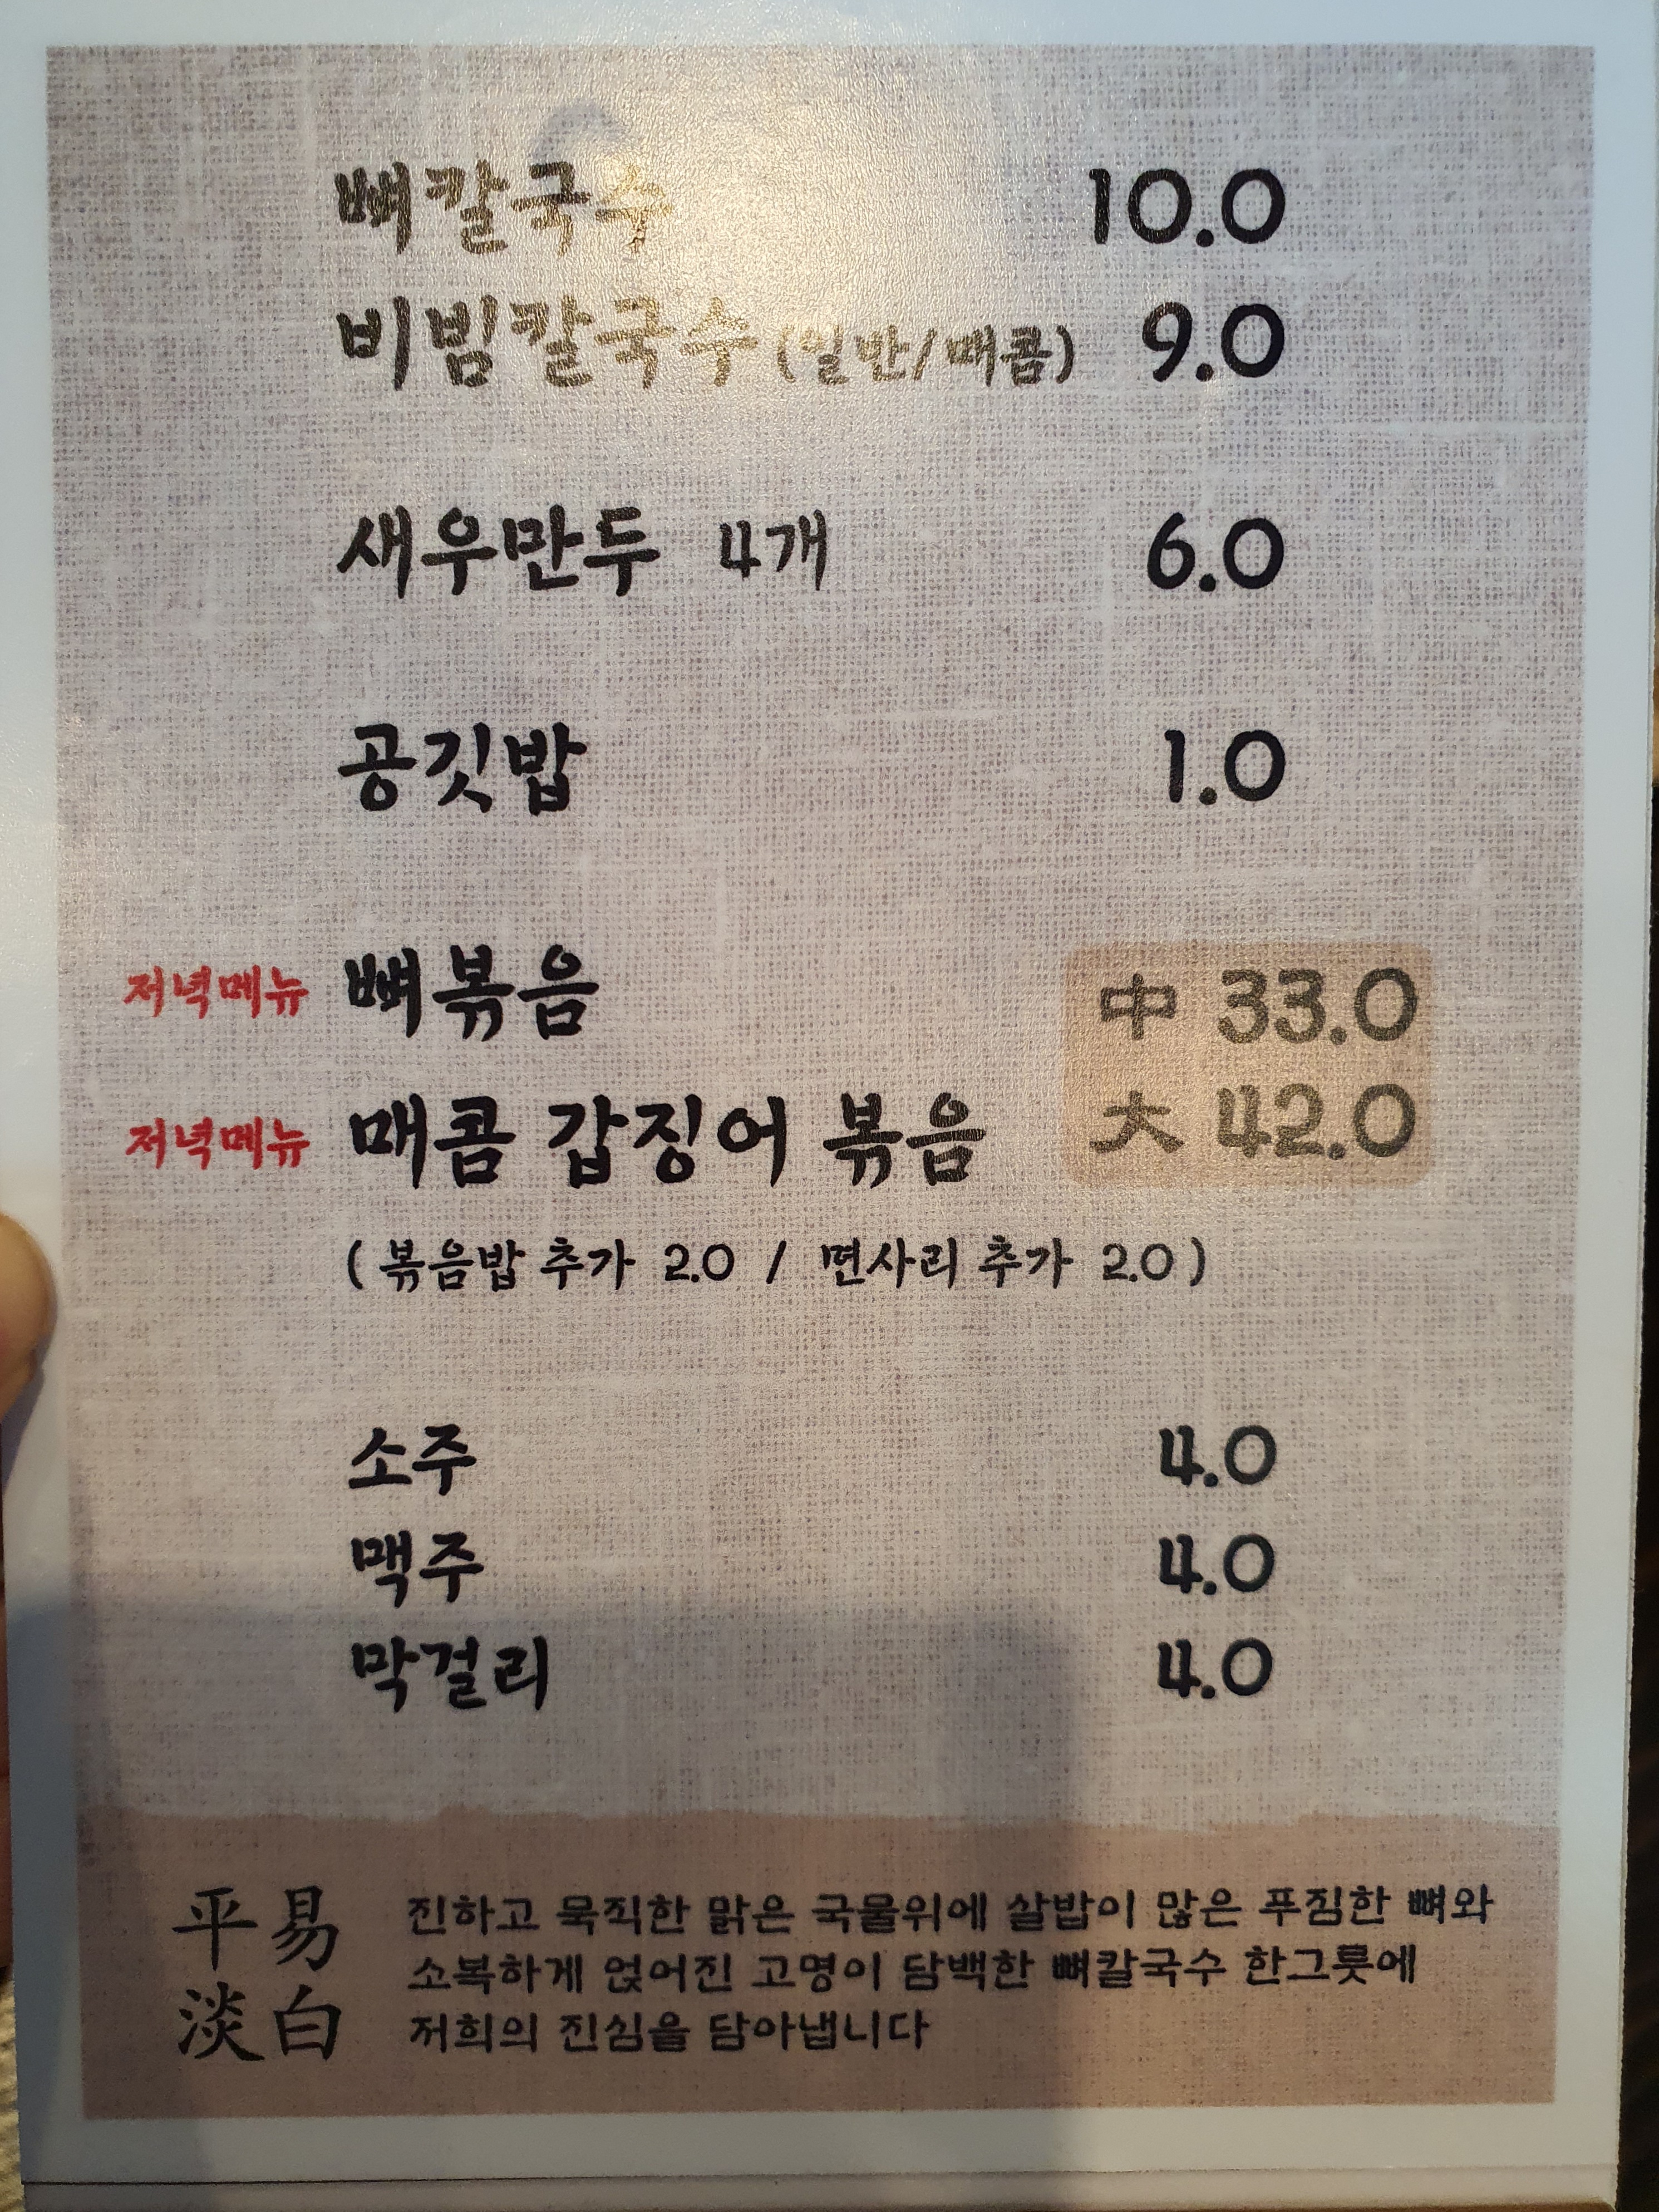 뼈칼국수 10.0
비빔칼국수 (일반/매콤) 9.0
새우만두 4개 6.0
공깃밥 1.0
저녁메뉴 뼈볶음 中 33.0
저녁메뉴 매콤 갑징어 볶음 大 42.0
( 볶음밥 추가 2.0 / 면사리 추가 2.0 )
소주 4.0
맥주 4.0
막걸리 4.0
平易
淡白
진하고 묵직한 맑은 국물위에 살밥이 많은 푸짐한 뼈와
소복하게 얹어진 고명이 담백한 뼈칼국수 한그릇에
저희의 진심을 담아냅니다